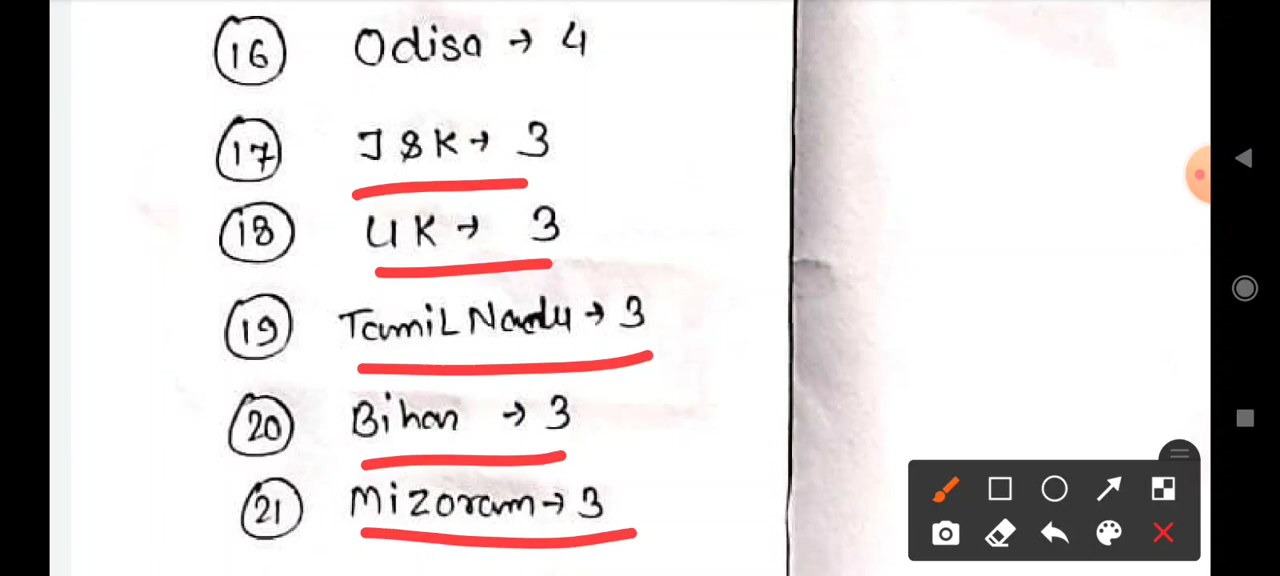 16 Odisa → 4
17 J&K → 3
18 UK → 3
19 Tamil Nadu → 3
20 Bihar → 3
21 Mizoram → 3